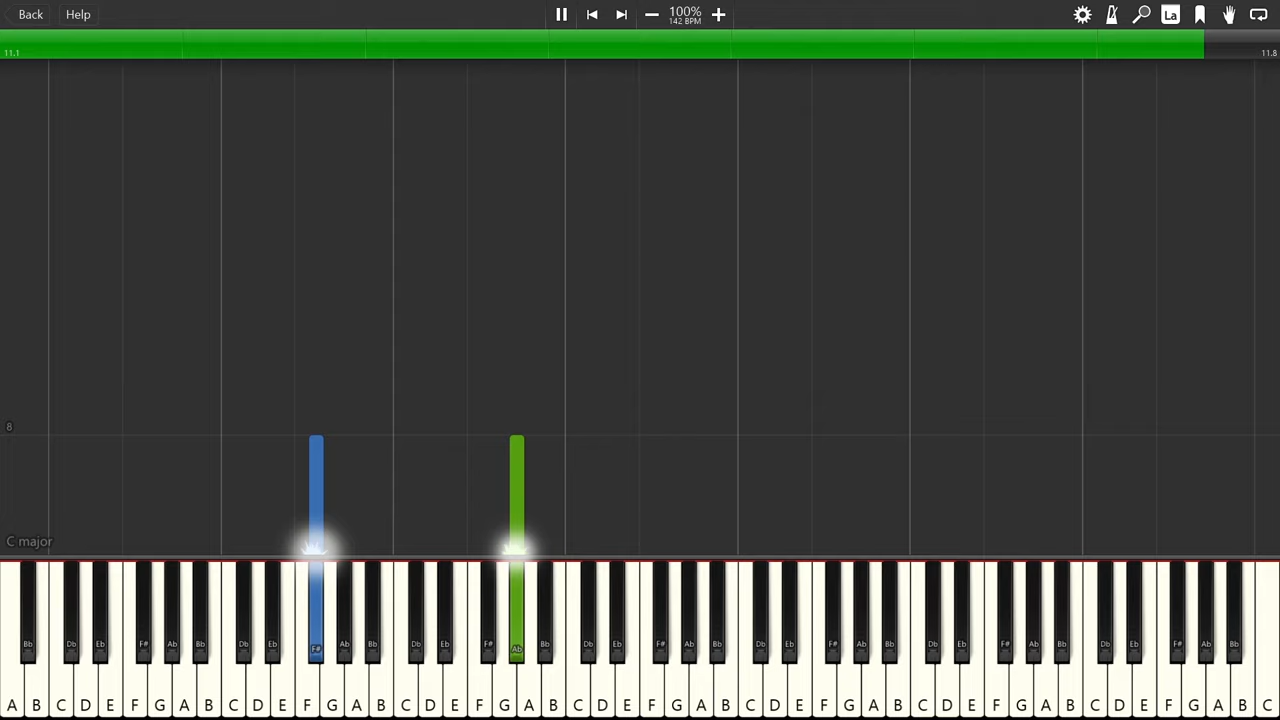 Back Help 100% La
142 BPM
11.1 11.8
8
C major
Bb Db Eb F# Ab Bb Db Eb F# Ab Bb Db Eb F# Ab Bb Db Eb F# Ab Bb Db Eb F# Ab Bb Db Eb F# Ab Bb Db Eb F# Ab Bb
A B C D E F G A B C D E F G A B C D E F G A B C D E F G A B C D E F G A B C D E F G A B C D E F G A B C